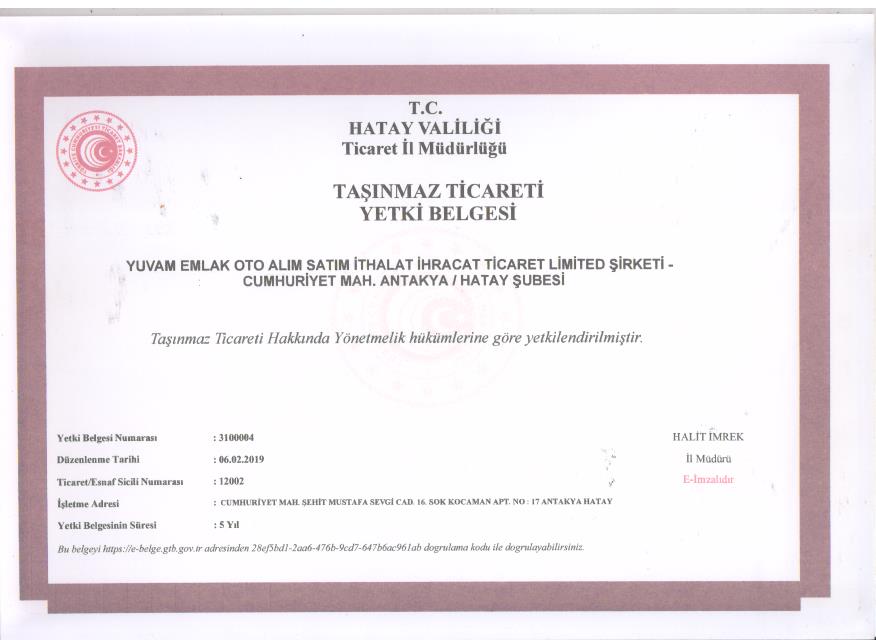 T.C.
HATAY VALİLİĞİ
Ticaret İl Müdürlüğü
TAŞINMAZ TİCARETİ
YETKİ BELGESİ
YUVAM EMLAK OTO ALIM SATIM İTHALAT İHRACAT TİCARET LİMİTED ŞİRKETİ -
CUMHURİYET MAH. ANTAKYA / HATAY ŞUBESİ
Taşınmaz Ticareti Hakkında Yönetmelik hükümlerine göre yetkilendirilmiştir.
Yetki Belgesi Numarası : 3100004
HALİT İMREK
Düzenlenme Tarihi : 06.02.2019
İl Müdürü
Ticaret/Esnaf Sicili Numarası : 12002
E-İmzalıdır
İşletme Adresi : CUMHURİYET MAH. ŞEHİT MUSTAFA SEVGİ CAD. 16. SOK KOCAMAN APT. NO : 17 ANTAKYA HATAY
Yetki Belgesinin Süresi : 5 Yıl
Bu belgeyi https://e-belge.gtb.gov.tr adresinden 28ef5bd1-2aa6-476b-9cd7-647b6ac961ab dogrulama kodu ile dogrulayabilirsiniz.